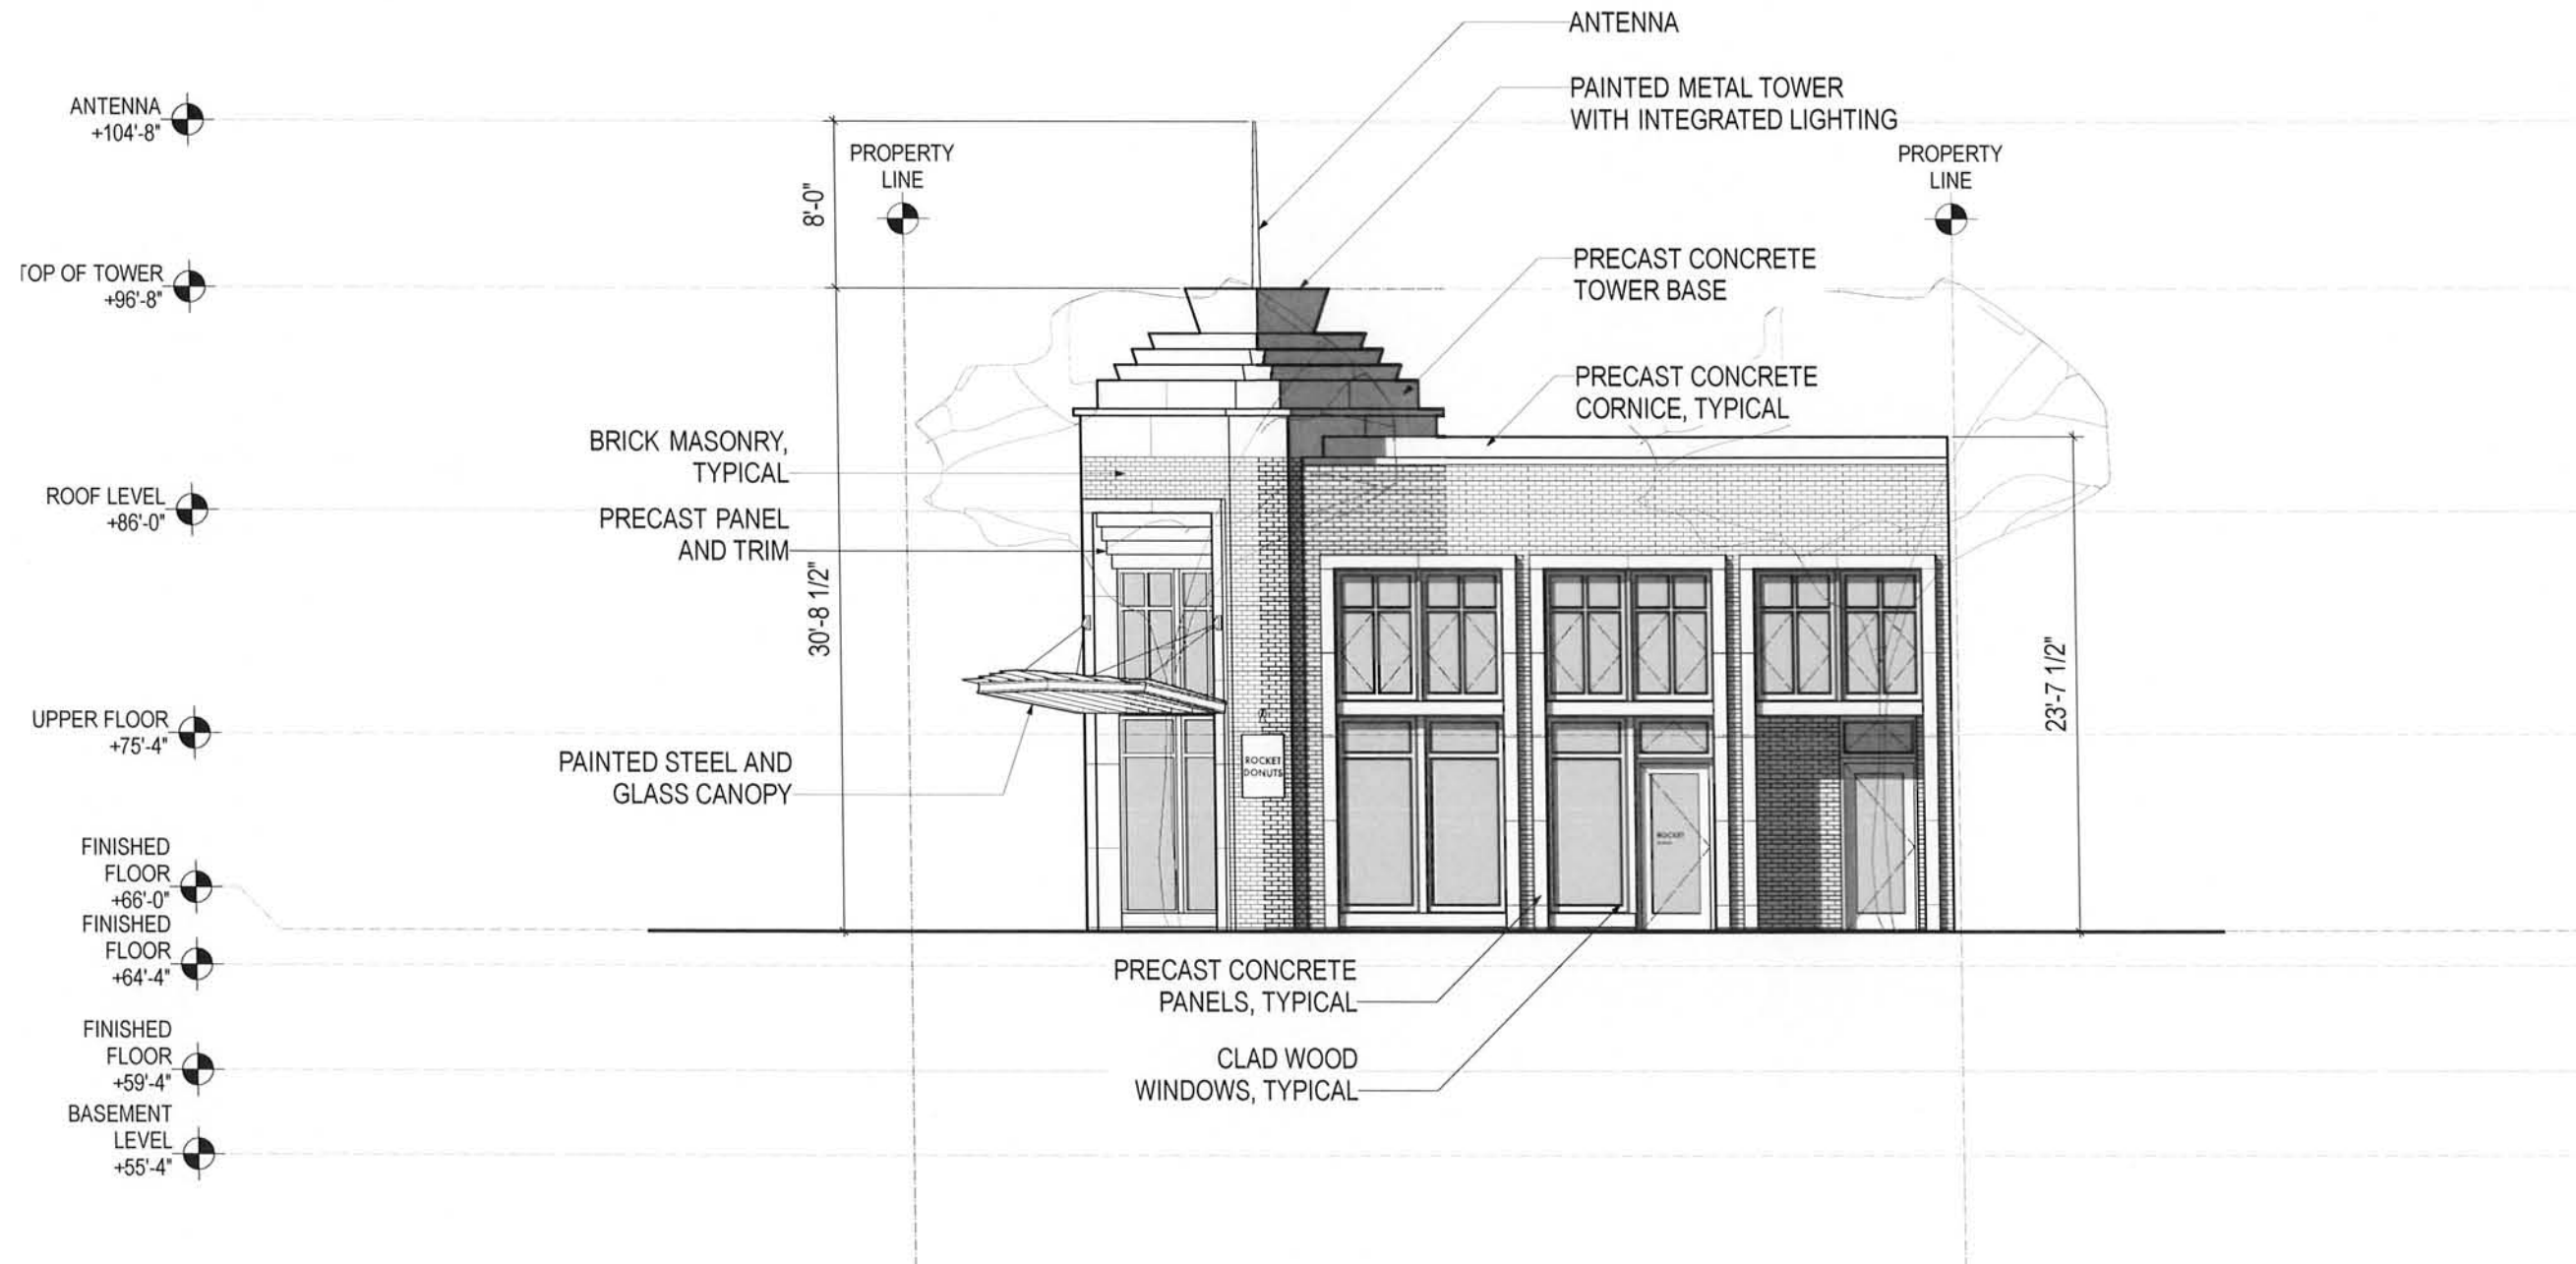 ANTENNA
PAINTED METAL TOWER
WITH INTEGRATED LIGHTING
ANTENNA
+104'-8"
PROPERTY
LINE
PROPERTY
LINE
8'-0"
PRECAST CONCRETE
TOWER BASE
TOP OF TOWER
+96'-8"
PRECAST CONCRETE
CORNICE, TYPICAL
BRICK MASONRY,
TYPICAL
ROOF LEVEL
+86'-0"
PRECAST PANEL
AND TRIM
30'-8 1/2"
23'-7 1/2"
UPPER FLOOR
+75'-4"
PAINTED STEEL AND
GLASS CANOPY
ROCKET
DONUTS
ROCKET
FINISHED
FLOOR
+66'-0"
FINISHED
FLOOR
+64'-4"
PRECAST CONCRETE
PANELS, TYPICAL
FINISHED
FLOOR
+59'-4"
CLAD WOOD
WINDOWS, TYPICAL
BASEMENT
LEVEL
+55'-4"